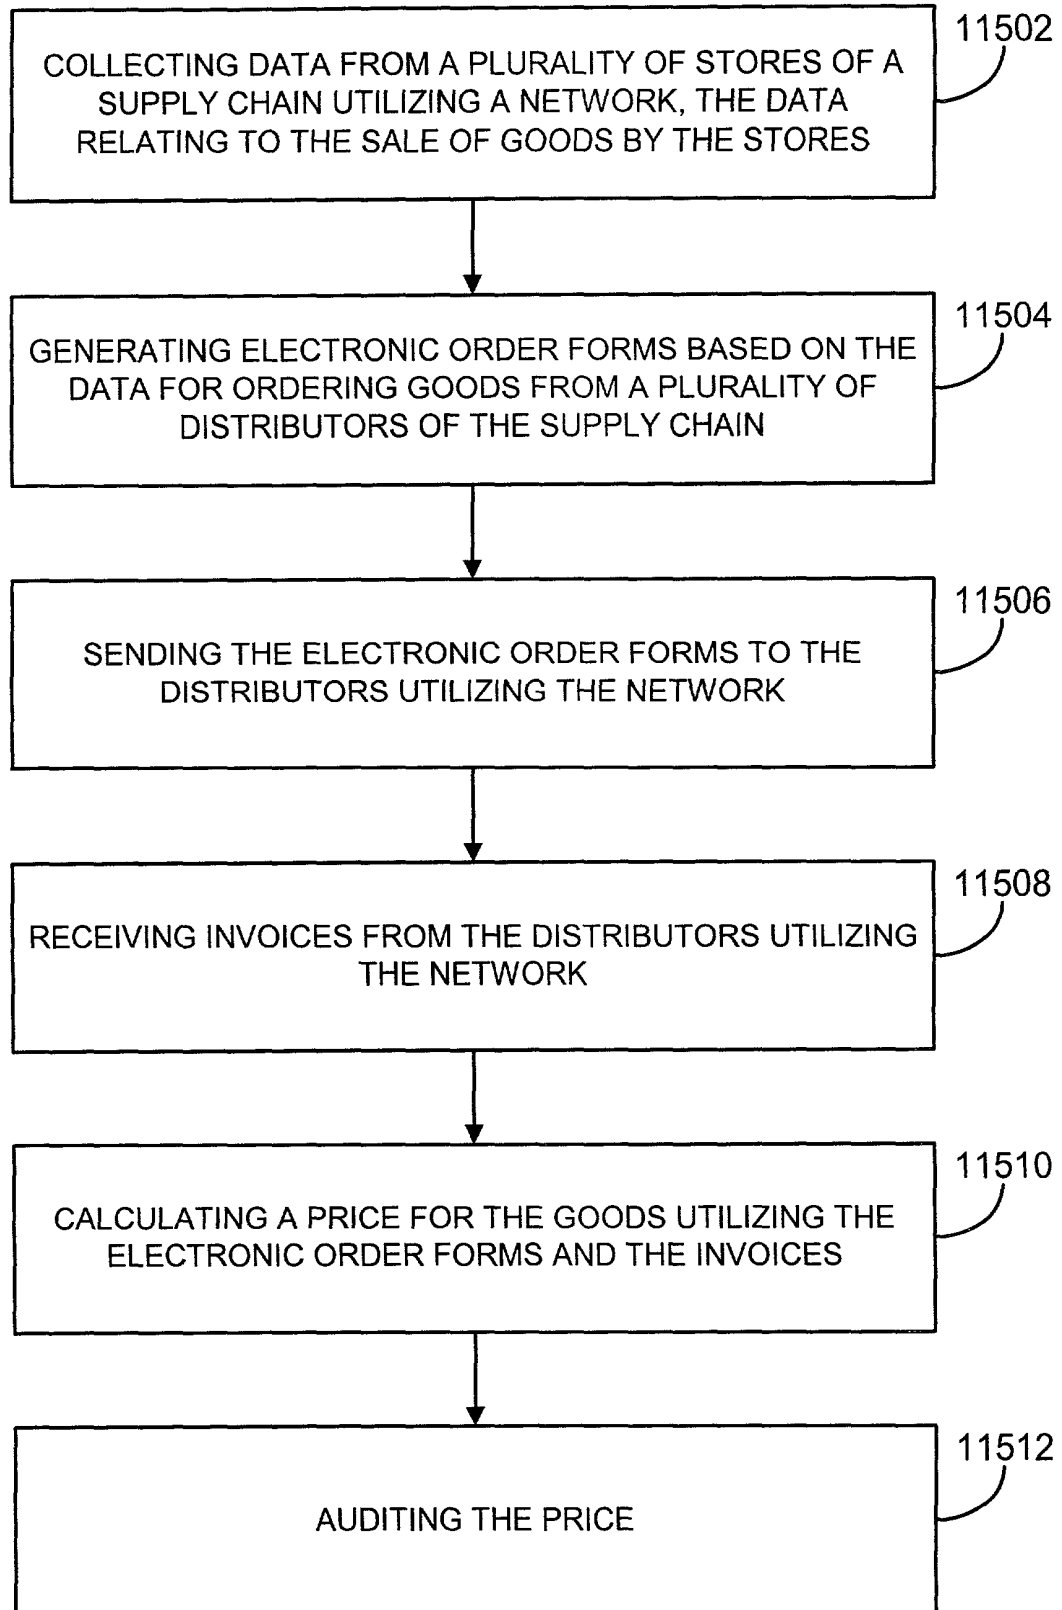 11502
COLLECTING DATA FROM A PLURALITY OF STORES OF A
SUPPLY CHAIN UTILIZING A NETWORK, THE DATA
RELATING TO THE SALE OF GOODS BY THE STORES
11504
GENERATING ELECTRONIC ORDER FORMS BASED ON THE
DATA FOR ORDERING GOODS FROM A PLURALITY OF
DISTRIBUTORS OF THE SUPPLY CHAIN
11506
SENDING THE ELECTRONIC ORDER FORMS TO THE
DISTRIBUTORS UTILIZING THE NETWORK
11508
RECEIVING INVOICES FROM THE DISTRIBUTORS UTILIZING
THE NETWORK
11510
CALCULATING A PRICE FOR THE GOODS UTILIZING THE
ELECTRONIC ORDER FORMS AND THE INVOICES
11512
AUDITING THE PRICE